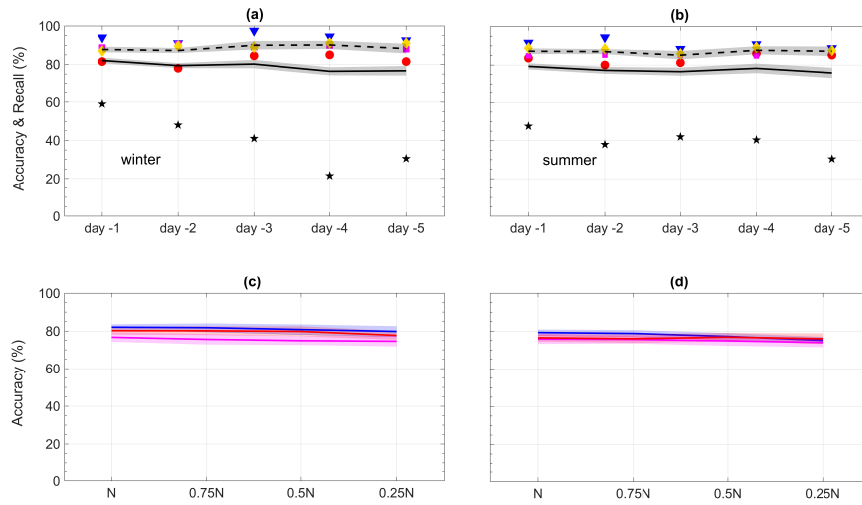 (a) (b)
Accuracy & Recall (%)
100
80
60
40
20
0
winter
summer
day -1 day -2 day -3 day -4 day -5
day -1 day -2 day -3 day -4 day -5
(c) (d)
Accuracy (%)
100
80
60
40
20
0
N 0.75N 0.5N 0.25N
N 0.75N 0.5N 0.25N